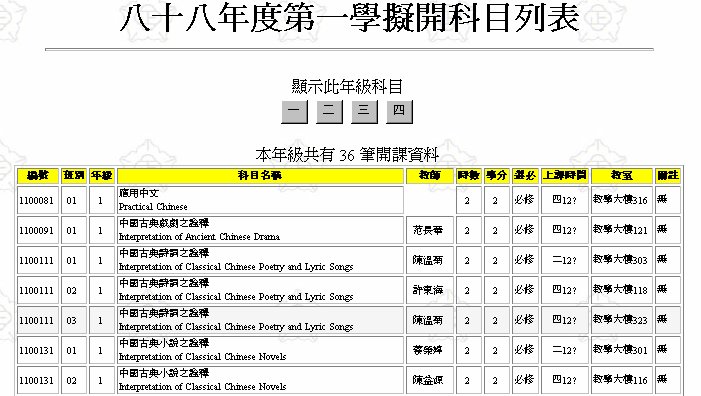 八十八年度第一學擬開科目列表
顯示此年級科目
一 二 三 四
本年級共有 36 筆開課資料
編號 班別 年級 科目名稱 教師 時數 學分 選必 上課時間 教室 備註
1100081 01 1 應用中文 2 2 必修 四12? 教學大樓316 無
Practical Chinese
1100091 01 1 中國古典戲劇之詮釋 范長華 2 2 必修 四12? 教學大樓121 無
Interpretation of Ancient Chinese Drama
1100111 01 1 中國古典詩詞之詮釋 陳溫菊 2 2 必修 二12? 教學大樓303 無
Interpretation of Classical Chinese Poetry and Lyric Songs
1100111 02 1 中國古典詩詞之詮釋 許東海 2 2 必修 四12? 教學大樓118 無
Interpretation of Classical Chinese Poetry and Lyric Songs
1100111 03 1 中國古典詩詞之詮釋 陳溫菊 2 2 必修 四12? 教學大樓323 無
Interpretation of Classical Chinese Poetry and Lyric Songs
1100131 01 1 中國古典小說之詮釋 2 2 必修 二12? 教學大樓301 無
Interpretation of Classical Chinese Novels
1100131 02 1 中國古典小說之詮釋 陳益源 2 2 必修 四12? 教學大樓116 無
Interpretation of Classical Chinese Novels